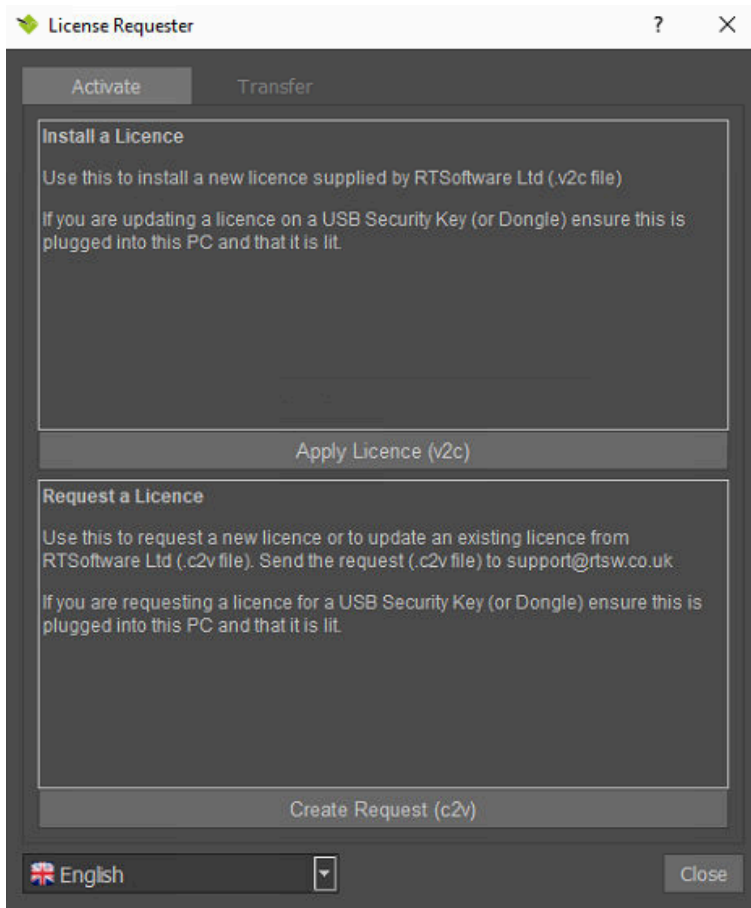 License Requester ?
Activate Transfer
Install a Licence
Use this to install a new licence supplied by RTSoftware Ltd (.v2c file)
If you are updating a licence on a USB Security Key (or Dongle) ensure this is
plugged into this PC and that it is lit.
Apply Licence (v2c)
Request a Licence
Use this to request a new licence or to update an existing licence from
RTSoftware Ltd (.c2v file). Send the request (.c2v file) to support@rtsw.co.uk
If you are requesting a licence for a USB Security Key (or Dongle) ensure this is
plugged into this PC and that it is lit.
Create Request (c2v)
English Close